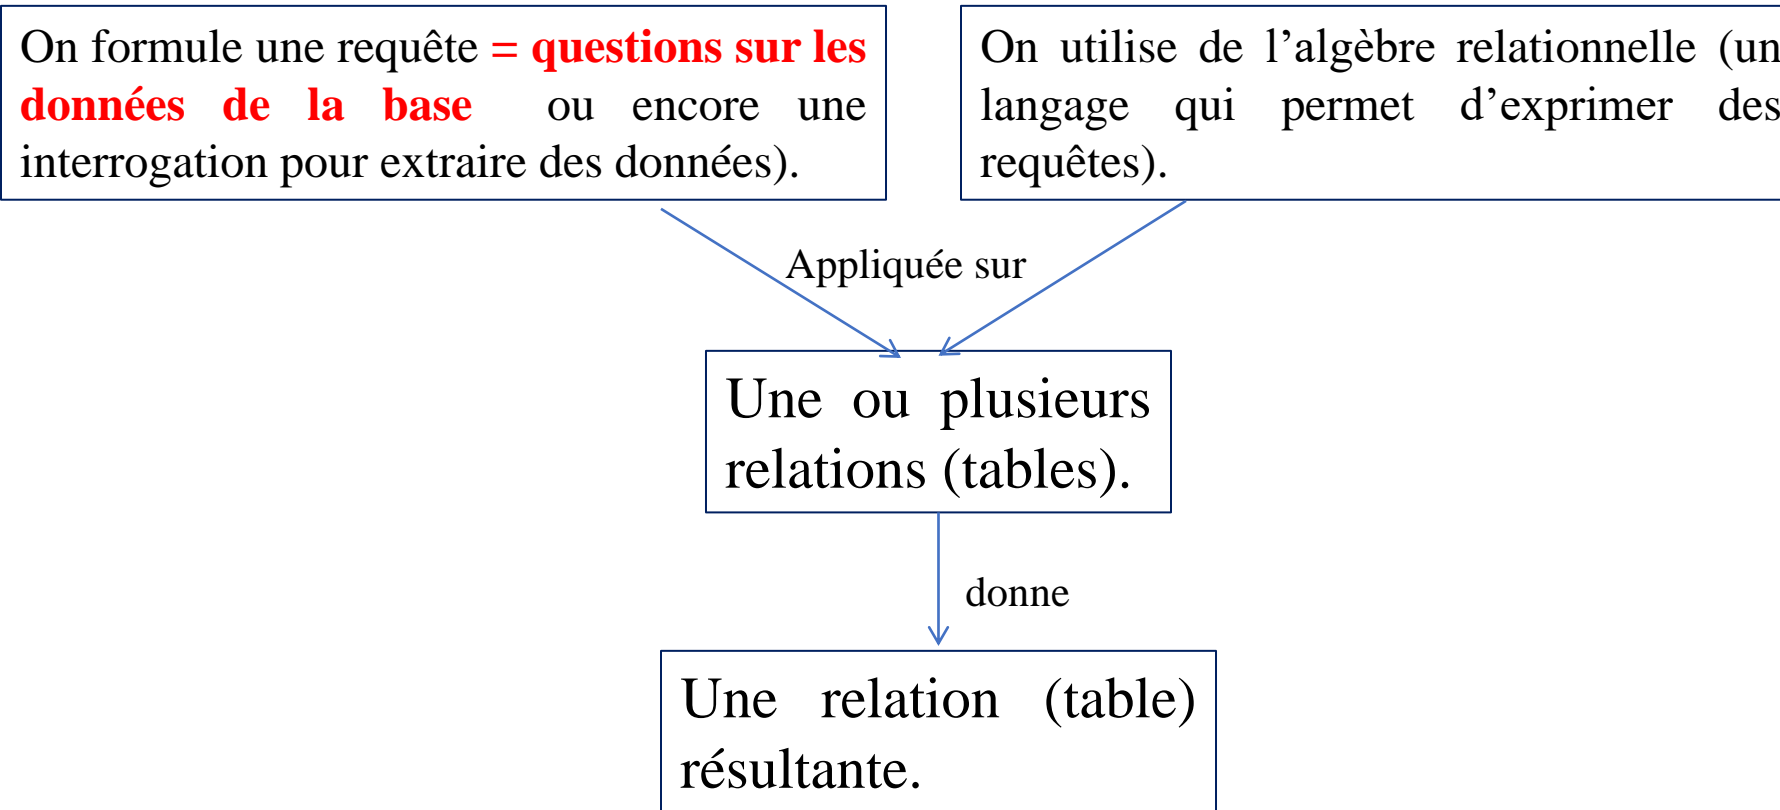 On formule une requête = questions sur les
données de la base ou encore une
interrogation pour extraire des données).
On utilise de l’algèbre relationnelle (un
langage qui permet d’exprimer des
requêtes).
Appliquée sur
Une ou plusieurs
relations (tables).
donne
Une relation (table)
résultante.